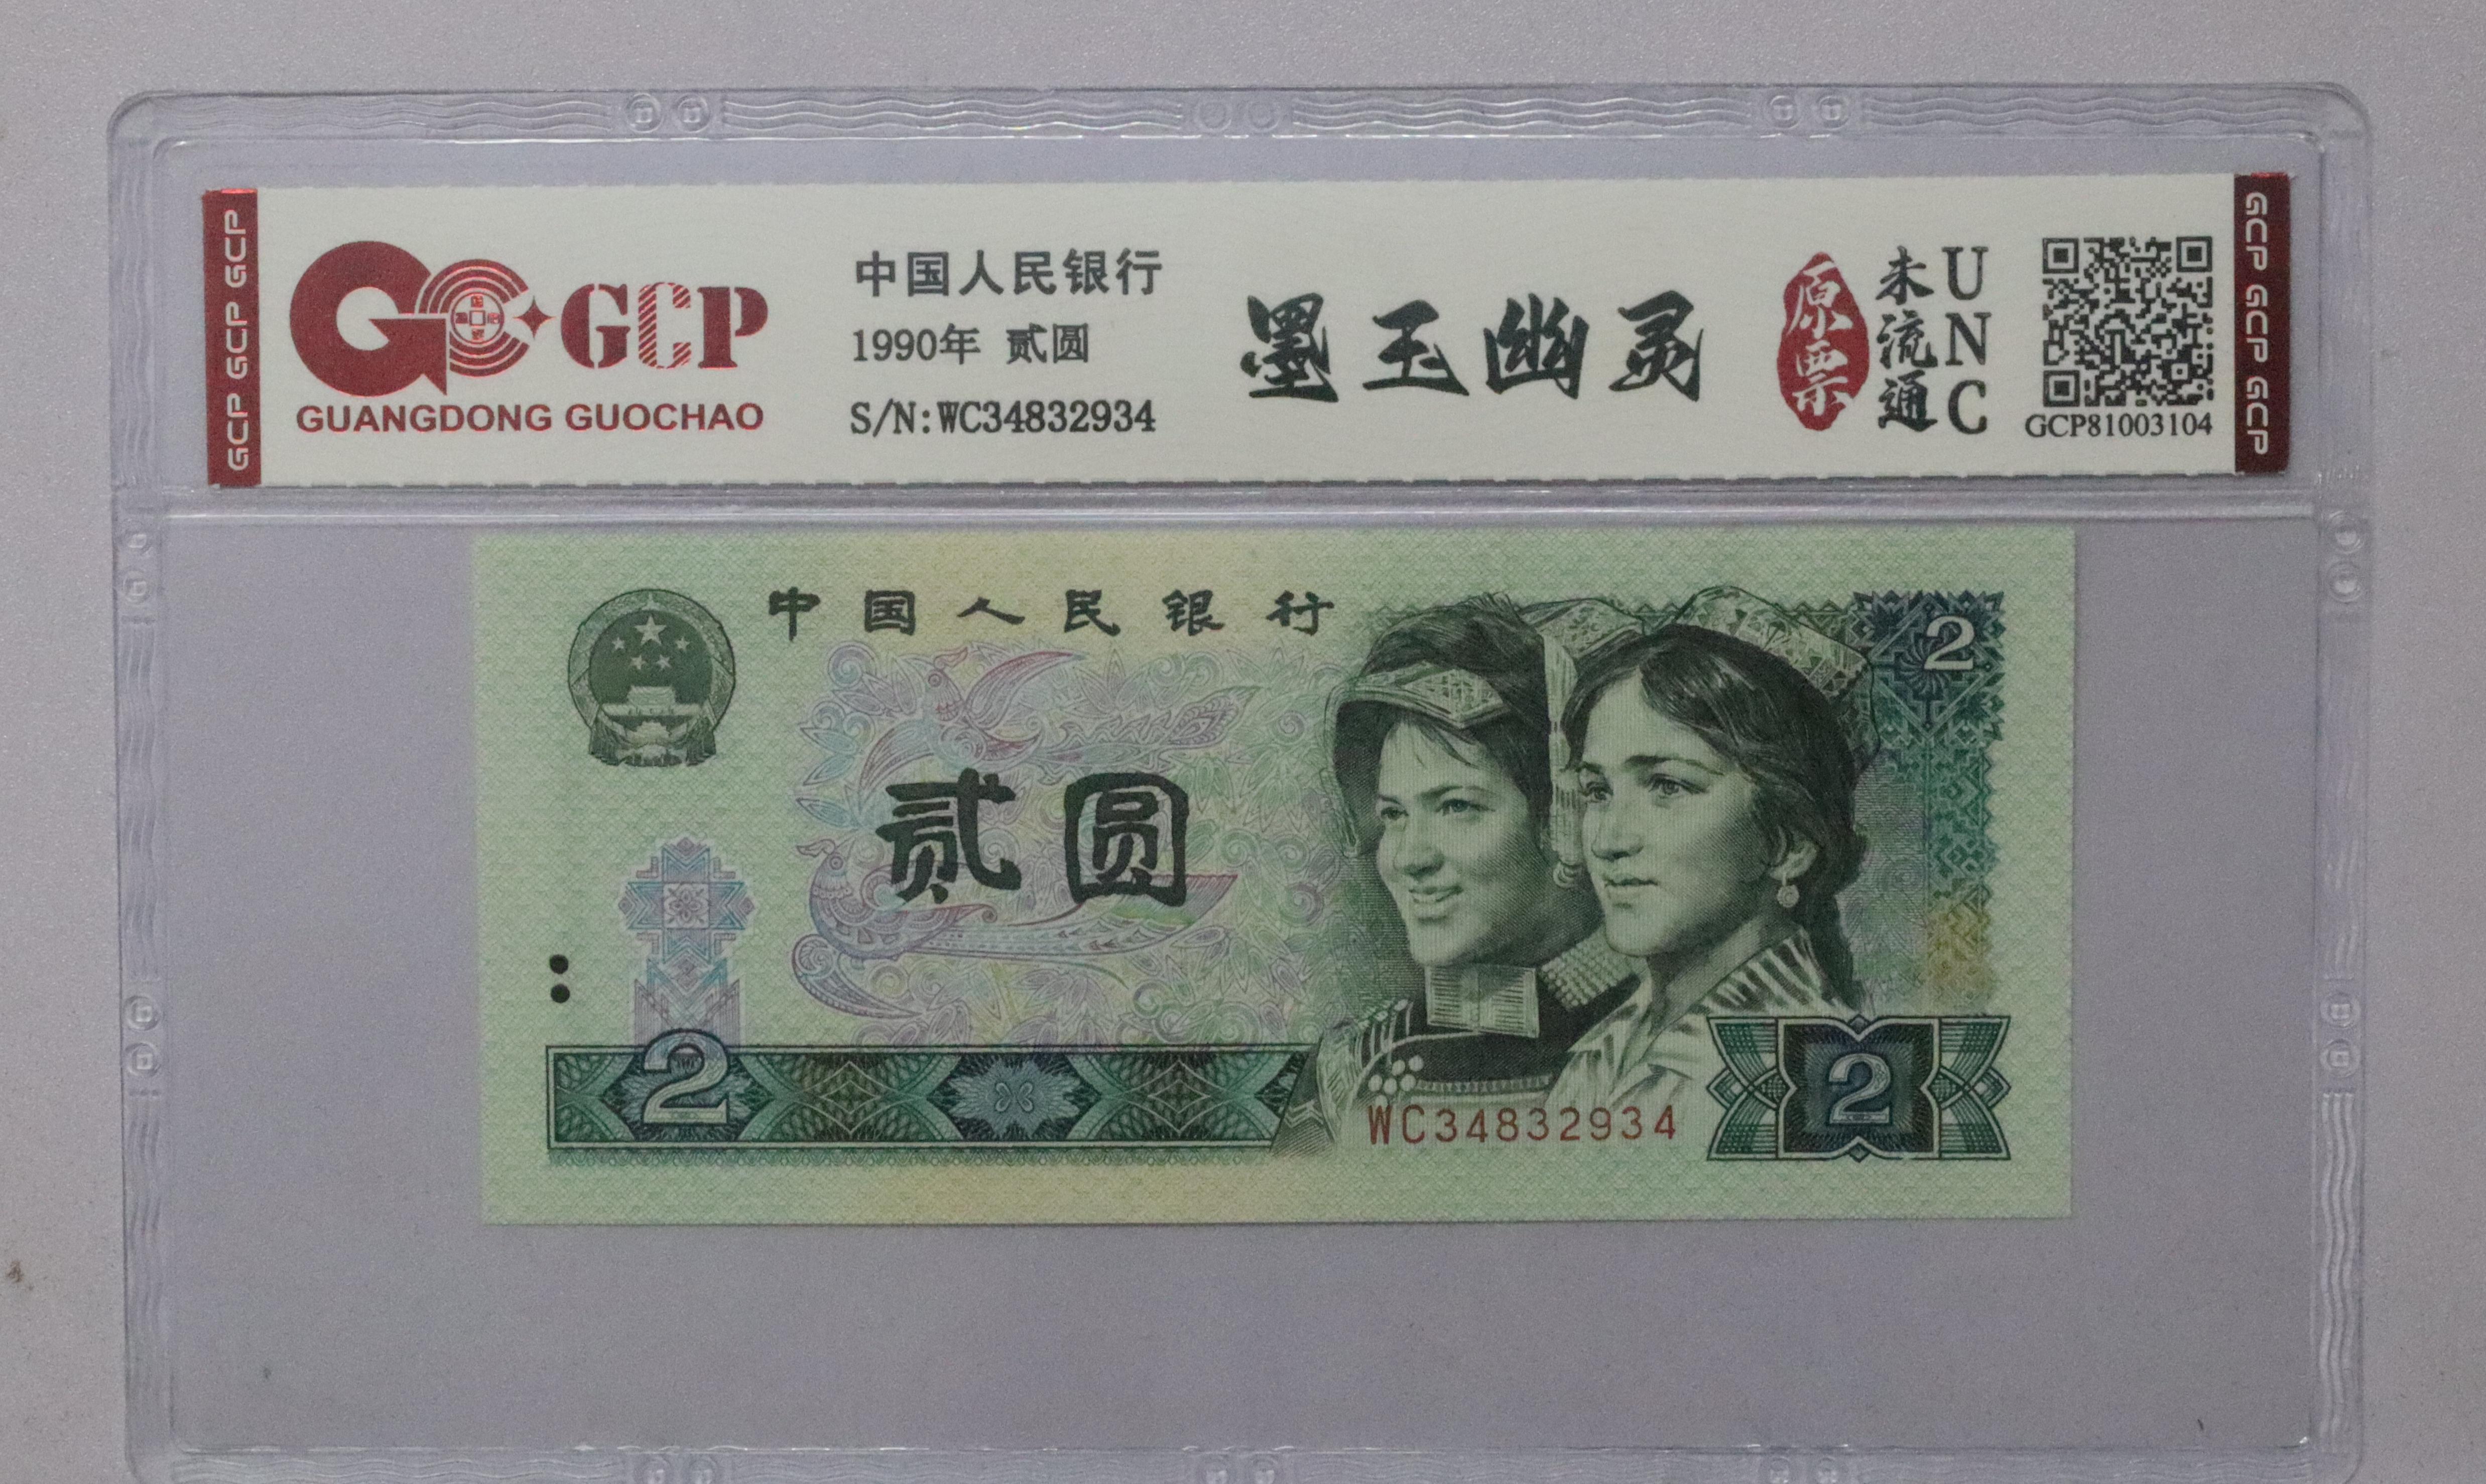 GCP GCP GCP
GCP
GUANGDONG GUOCHAO
中国人民银行
1990年 贰圆
S/N:WC34832934
墨玉幽灵
原票
未流通
UNC
GCP81003104
GCP GCP GCP
中国人民银行
2
贰圆
2
WC34832934
2